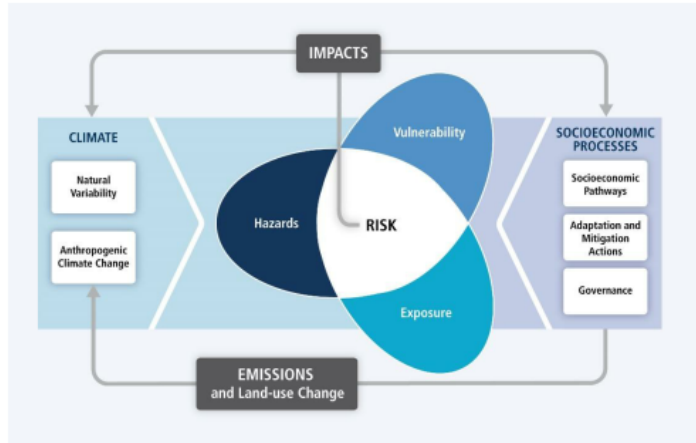 IMPACTS
CLIMATE
Natural
Variability
Anthropogenic
Climate Change
Vulnerability
Hazards
RISK
Exposure
SOCIOECONOMIC
PROCESSES
Socioeconomic
Pathways
Adaptation and
Mitigation
Actions
Governance
EMISSIONS
and Land-use Change